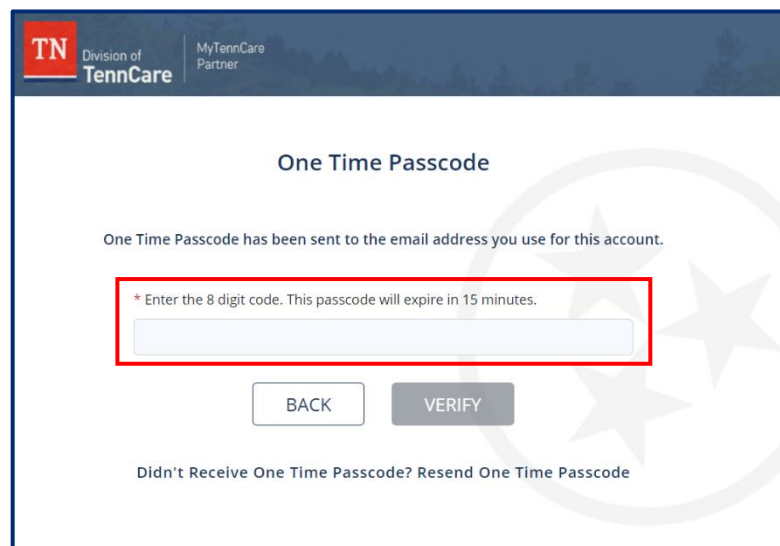 TN
Division of
TennCare
MyTennCare
Partner
One Time Passcode
One Time Passcode has been sent to the email address you use for this account.
* Enter the 8 digit code. This passcode will expire in 15 minutes.
BACK VERIFY
Didn't Receive One Time Passcode? Resend One Time Passcode